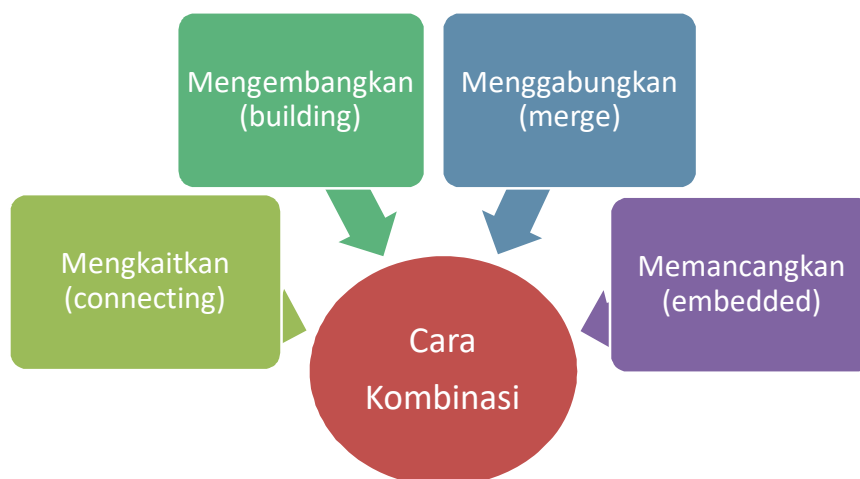 Mengembangkan
(building)
Menggabungkan
(merge)
Mengkaitkan
(connecting)
Memancangkan
(embedded)
Cara
Kombinasi